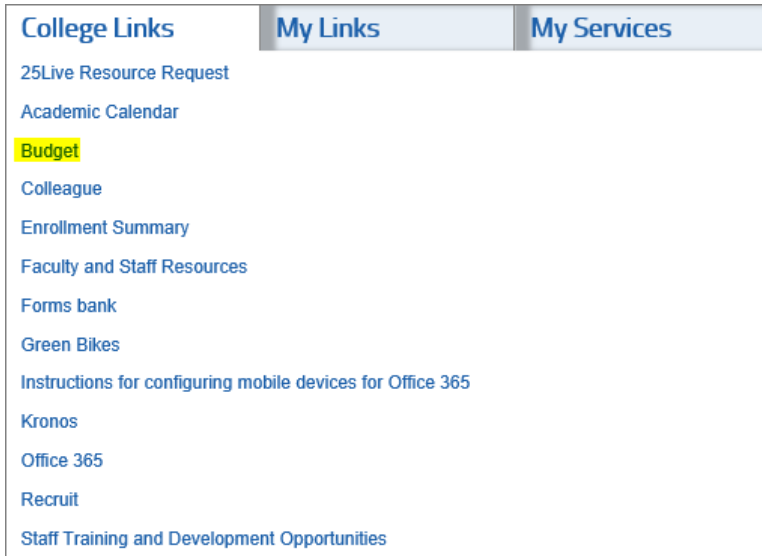 College Links My Links My Services
25Live Resource Request
Academic Calendar
Budget
Colleague
Enrollment Summary
Faculty and Staff Resources
Forms bank
Green Bikes
Instructions for configuring mobile devices for Office 365
Kronos
Office 365
Recruit
Staff Training and Development Opportunities